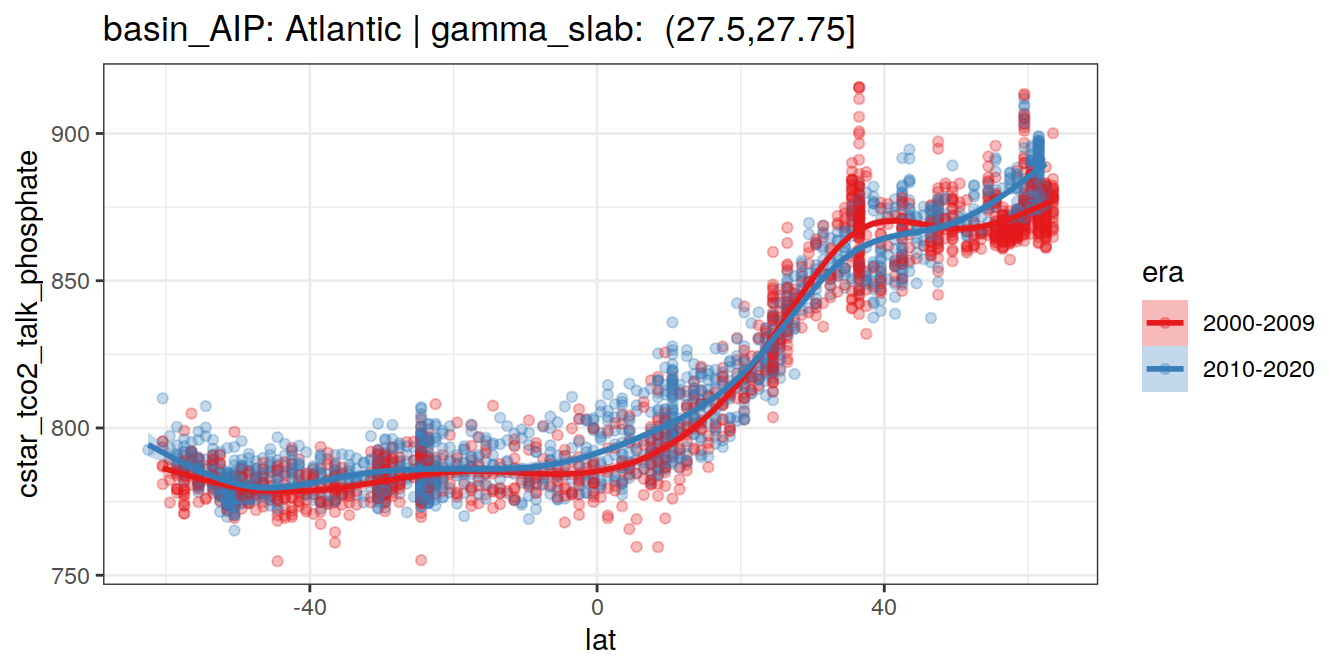 basin_AIP: Atlantic | gamma_slab:  (27.5,27.75]
cstar_tco2_talk_phosphate
900
850
800
750
-40
0
40
lat
era
2000-2009
2010-2020